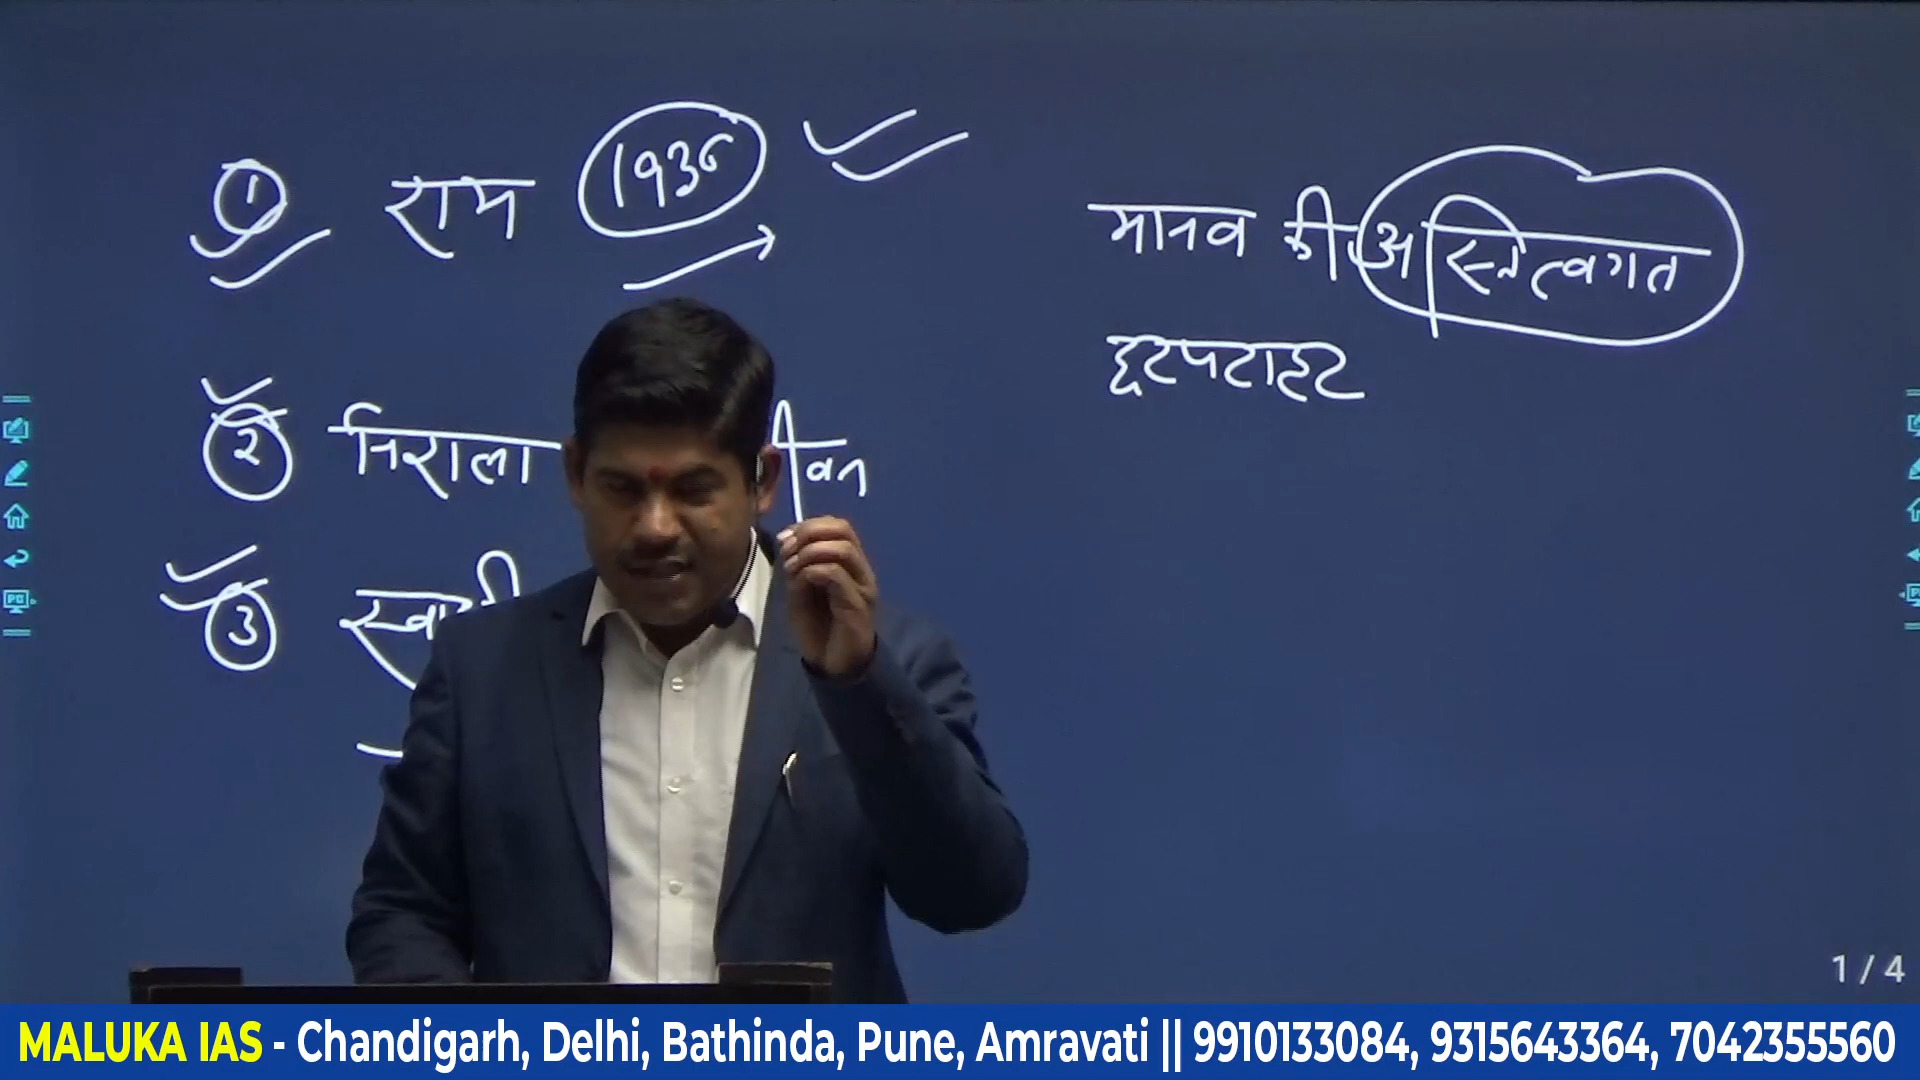 ① राम 1936
मानव की अस्तित्वगत
छटपटाहट
② निराला
③
1 / 4
MALUKA IAS - Chandigarh, Delhi, Bathinda, Pune, Amravati || 9910133084, 9315643364, 7042355560